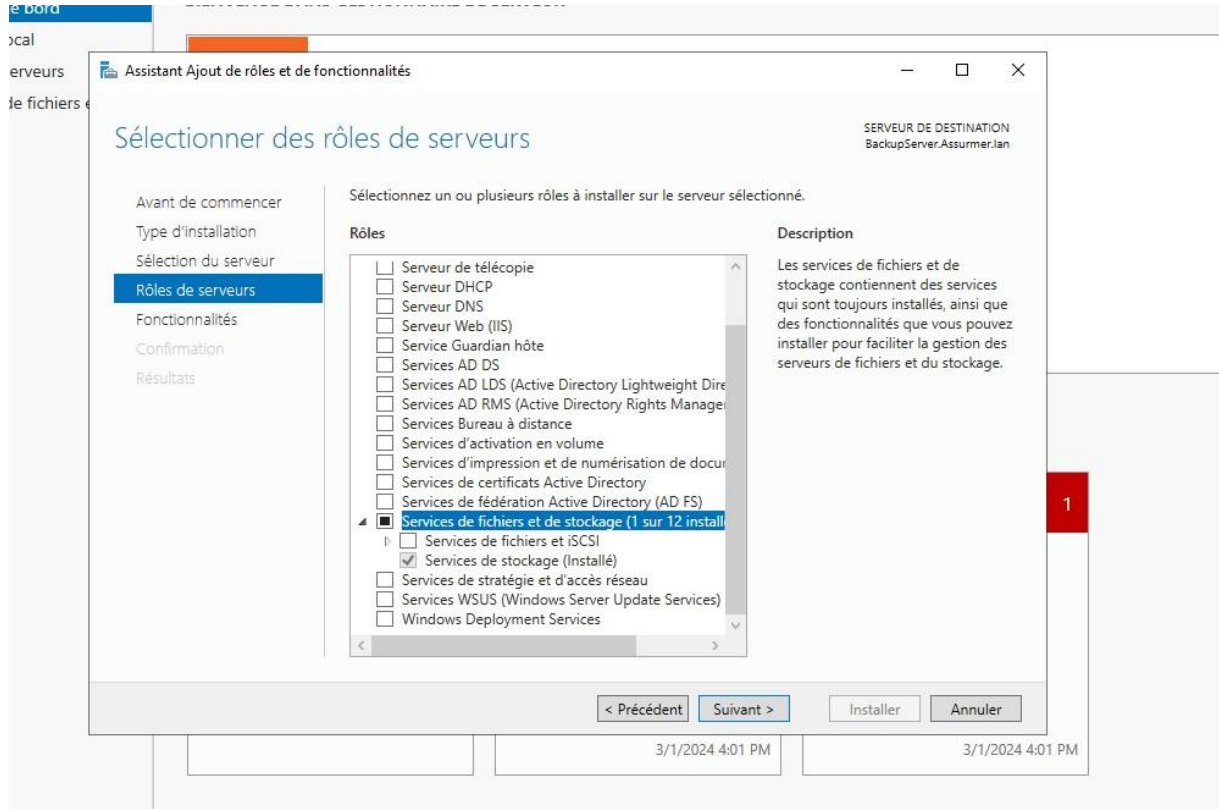 e bord
ocal
erveurs
de fichiers e
Assistant Ajout de rôles et de fonctionnalités
Sélectionner des rôles de serveurs
SERVEUR DE DESTINATION
BackupServer.Assurmer.lan
Avant de commencer
Type d'installation
Sélection du serveur
Rôles de serveurs
Fonctionnalités
Confirmation
Résultats
Sélectionnez un ou plusieurs rôles à installer sur le serveur sélectionné.
Rôles
Serveur de télécopie
Serveur DHCP
Serveur DNS
Serveur Web (IIS)
Service Guardian hôte
Services AD DS
Services AD LDS (Active Directory Lightweight Dire
Services AD RMS (Active Directory Rights Manage
Services Bureau à distance
Services d'activation en volume
Services d'impression et de numérisation de docu
Services de certificats Active Directory
Services de fédération Active Directory (AD FS)
Services de fichiers et de stockage (1 sur 12 install
Services de fichiers et iSCSI
Services de stockage (Installé)
Services de stratégie et d'accès réseau
Services WSUS (Windows Server Update Services)
Windows Deployment Services
Description
Les services de fichiers et de
stockage contiennent des services
qui sont toujours installés, ainsi que
des fonctionnalités que vous pouvez
installer pour faciliter la gestion des
serveurs de fichiers et du stockage.
< Précédent
Suivant >
Installer
Annuler
1
3/1/2024 4:01 PM
3/1/2024 4:01 PM